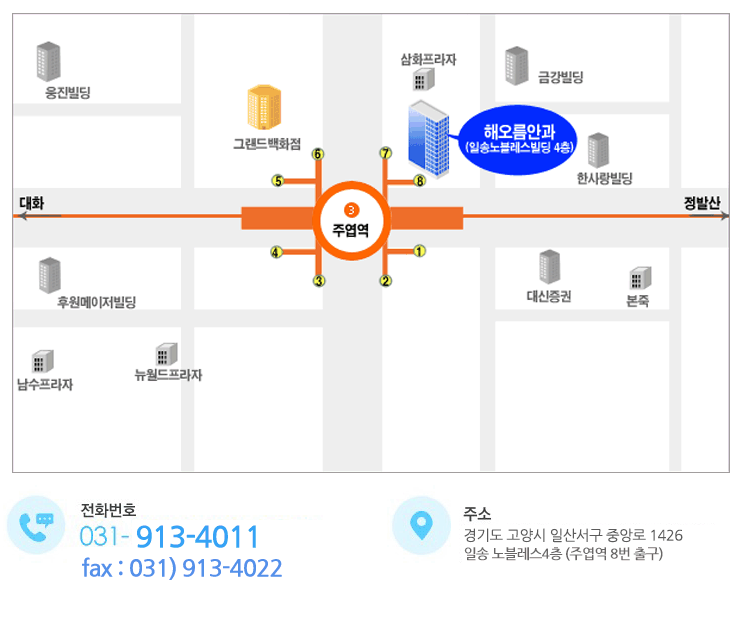 삼화프라자
웅진빌딩
금강빌딩
그랜드백화점
해오름안과
(일송노블레스빌딩 4층)
한사랑빌딩
6
7
5
8
대화
정발산
3
주엽역
4
1
3
2
후원메이저빌딩
대신증권
본죽
남수프라자
뉴월드프라자
전화번호
031- 913-4011
fax : 031) 913-4022
주소
경기도 고양시 일산서구 중앙로 1426
일송 노블레스4층 (주엽역 8번 출구)